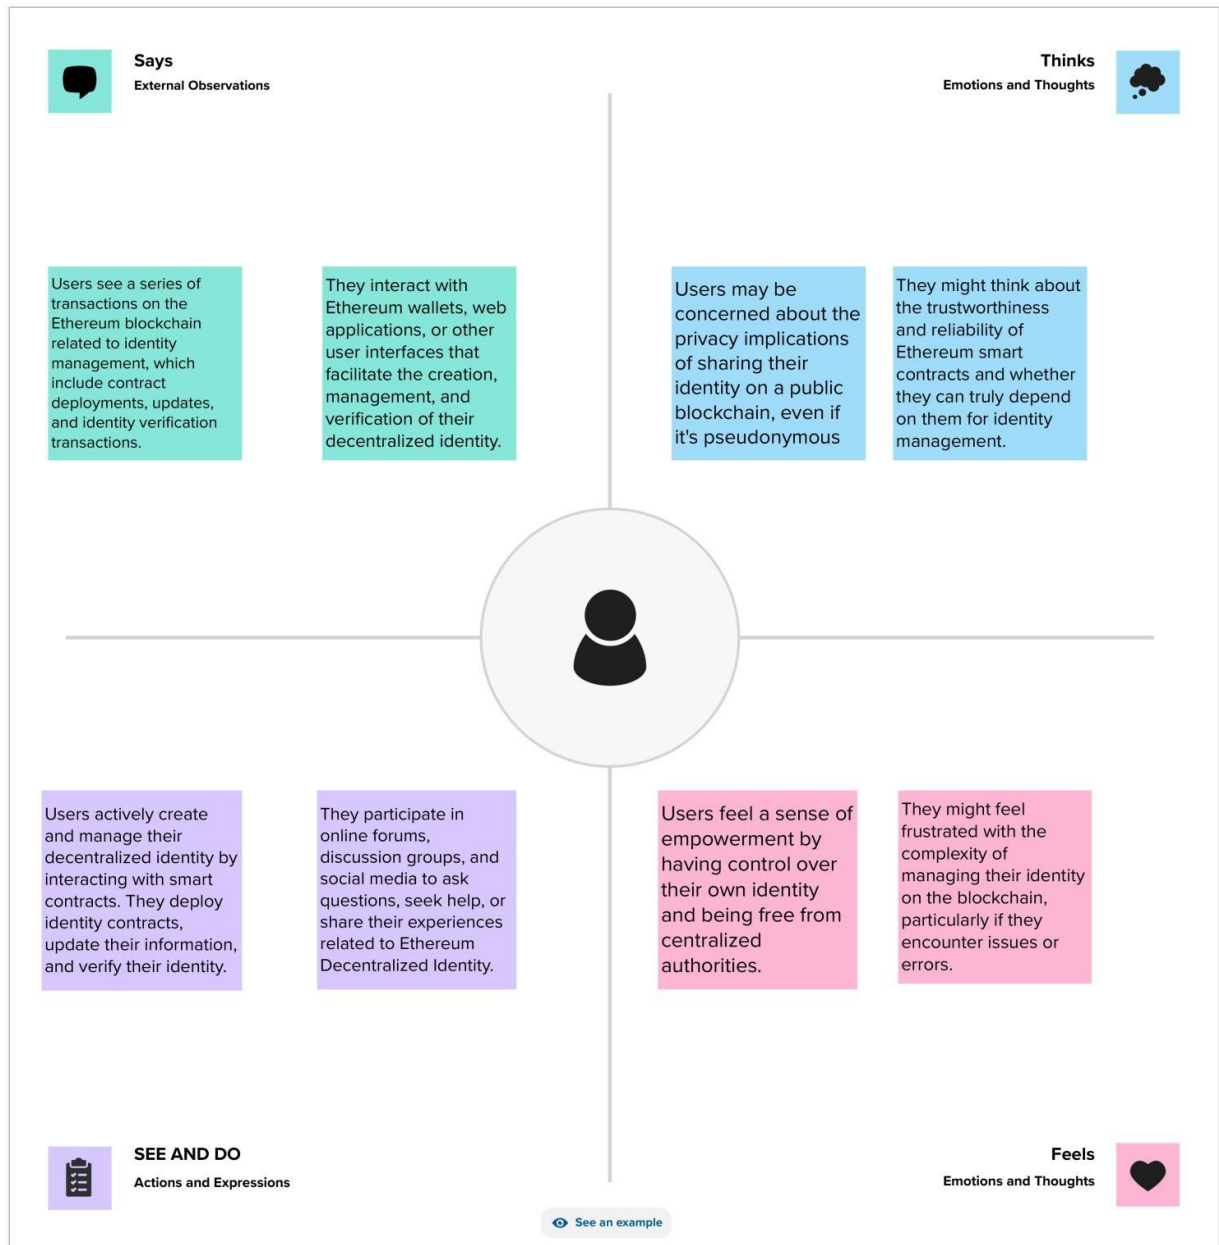 Says
External Observations
Thinks
Emotions and Thoughts
Users see a series of
transactions on the
Ethereum blockchain
related to identity
management, which
include contract
deployments, updates,
and identity verification
transactions.
They interact with
Ethereum wallets, web
applications, or other
user interfaces that
facilitate the creation,
management, and
verification of their
decentralized identity.
Users may be
concerned about the
privacy implications
of sharing their
identity on a public
blockchain, even if
it's pseudonymous
They might think about
the trustworthiness
and reliability of
Ethereum smart
contracts and whether
they can truly depend
on them for identity
management.
Users actively create
and manage their
decentralized identity by
interacting with smart
contracts. They deploy
identity contracts,
update their information,
and verify their identity.
They participate in
online forums,
discussion groups, and
social media to ask
questions, seek help, or
share their experiences
related to Ethereum
Decentralized Identity.
Users feel a sense of
empowerment by
having control over
their own identity
and being free from
centralized
authorities.
They might feel
frustrated with the
complexity of
managing their identity
on the blockchain,
particularly if they
encounter issues or
errors.
SEE AND DO
Actions and Expressions
Feels
Emotions and Thoughts
See an example